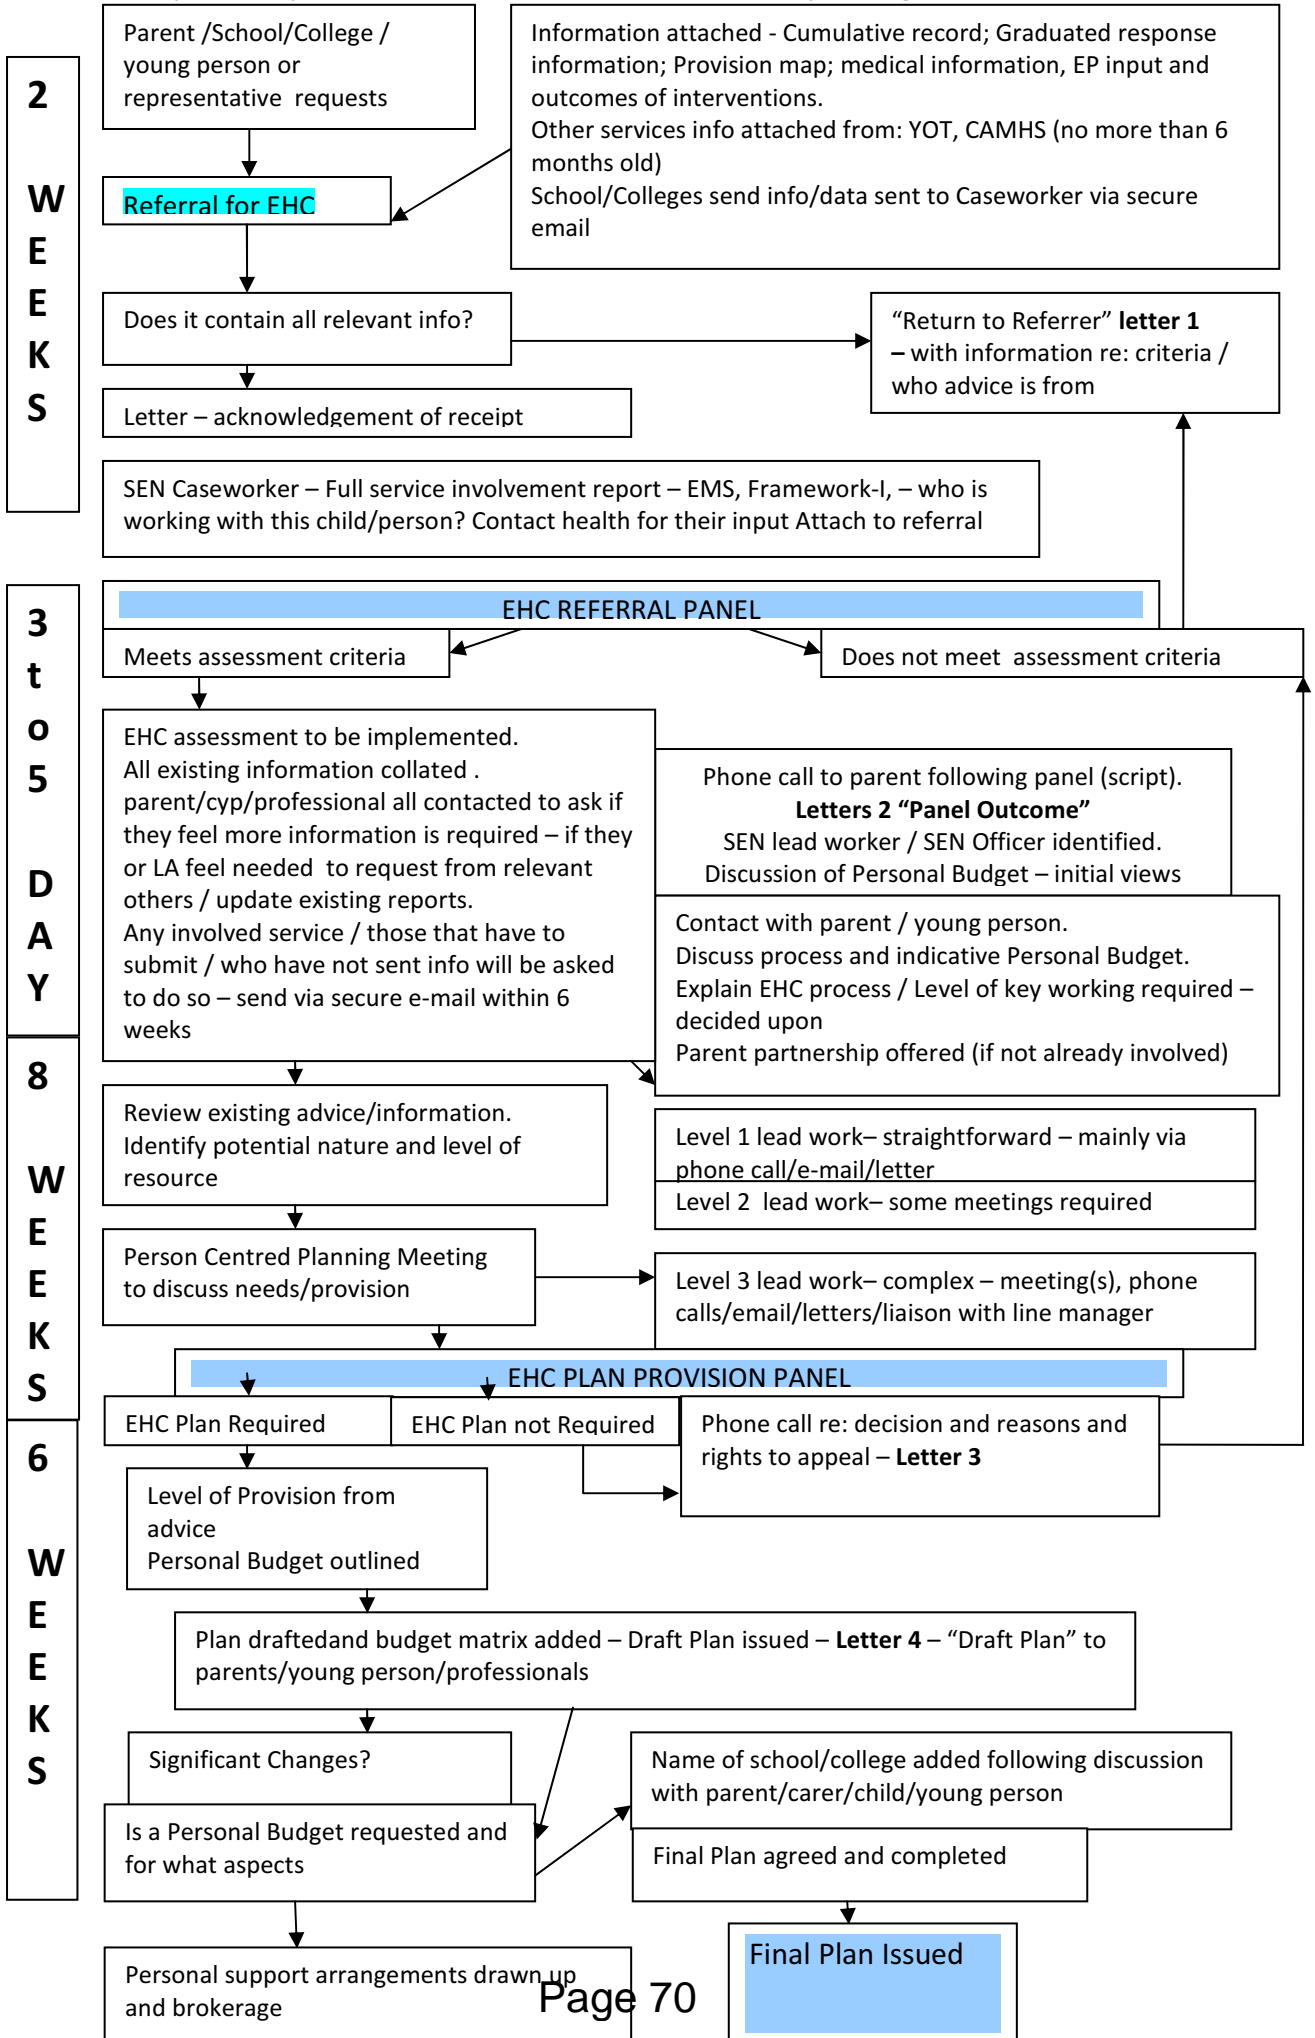 Parent /School/College /
young person or
representative  requests
Information attached - Cumulative record; Graduated response
information; Provision map; medical information, EP input and
outcomes of interventions.
Other services info attached from: YOT, CAMHS (no more than 6
months old)
School/Colleges send info/data sent to Caseworker via secure
email
2
W
E
E
K
S
Referral for EHC
Does it contain all relevant info?
“Return to Referrer” letter 1
– with information re: criteria /
who advice is from
Letter – acknowledgement of receipt
SEN Caseworker – Full service involvement report – EMS, Framework-I, – who is
working with this child/person? Contact health for their input Attach to referral
3
t
o
5
D
A
Y
EHC REFERRAL PANEL
Meets assessment criteria
Does not meet  assessment criteria
EHC assessment to be implemented.
All existing information collated .
parent/cyp/professional all contacted to ask if
they feel more information is required – if they
or LA feel needed  to request from relevant
others / update existing reports.
Any involved service / those that have to
submit / who have not sent info will be asked
to do so – send via secure e-mail within 6
weeks
Phone call to parent following panel (script).
Letters 2 “Panel Outcome”
SEN lead worker / SEN Officer identified.
Discussion of Personal Budget – initial views
Contact with parent / young person.
Discuss process and indicative Personal Budget.
Explain EHC process / Level of key working required –
decided upon
Parent partnership offered (if not already involved)
8
W
E
E
K
S
Review existing advice/information.
Identify potential nature and level of
resource
Level 1 lead work– straightforward – mainly via
phone call/e-mail/letter
Level 2  lead work– some meetings required
Person Centred Planning Meeting
to discuss needs/provision
Level 3 lead work– complex – meeting(s), phone
calls/email/letters/liaison with line manager
EHC PLAN PROVISION PANEL
EHC Plan Required
EHC Plan not Required
Phone call re: decision and reasons and
rights to appeal – Letter 3
6
W
E
E
K
S
Level of Provision from
advice
Personal Budget outlined
Plan draftedand budget matrix added – Draft Plan issued – Letter 4 – “Draft Plan” to
parents/young person/professionals
Significant Changes?
Name of school/college added following discussion
with parent/carer/child/young person
Is a Personal Budget requested and
for what aspects
Final Plan agreed and completed
Final Plan Issued
Personal support arrangements drawn up
and brokerage
Page 70